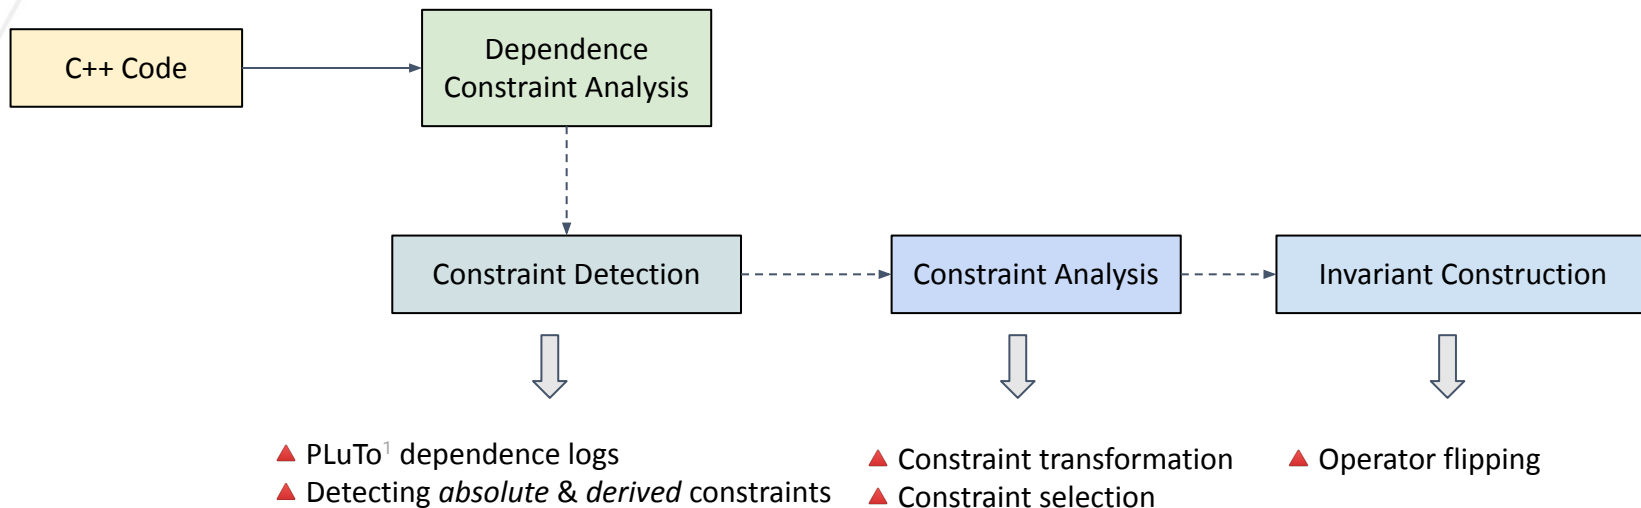 C++ Code
Dependence
Constraint Analysis
Constraint Detection
Constraint Analysis
Invariant Construction
PLuTo¹ dependence logs
Detecting absolute & derived constraints
Constraint transformation
Constraint selection
Operator flipping